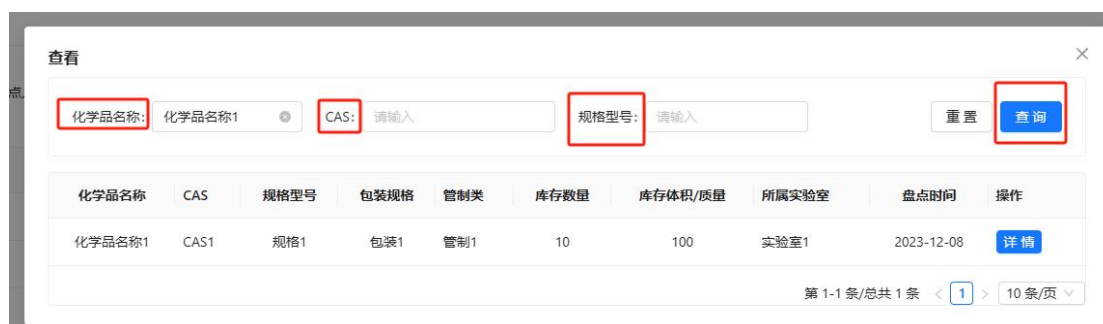 查看
点
化学品名称: 化学品名称1 CAS: 请输入 规格型号: 请输入 重置 查询
化学品名称 CAS 规格型号 包装规格 管制类 库存数量 库存体积/质量 所属实验室 盘点时间 操作
化学品名称1 CAS1 规格1 包装1 管制1 10 100 实验室1 2023-12-08 详情
第 1-1 条/总共 1 条 < 1 > 10 条/页